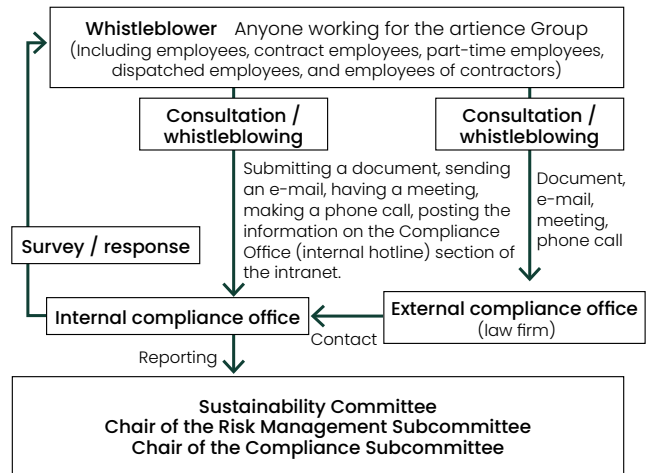 Whistleblower Anyone working for the artience Group
(Including employees, contract employees, part-time employees,
dispatched employees, and employees of contractors)
Consultation /
whistleblowing
Consultation /
whistleblowing
Submitting a document, sending
an e-mail, having a meeting,
making a phone call, posting the
information on the Compliance
Office (internal hotline) section of
the intranet.
Document,
e-mail,
meeting,
phone call
Survey / response
Internal compliance office
External compliance office
(law firm)
Contact
Reporting
Sustainability Committee
Chair of the Risk Management Subcommittee
Chair of the Compliance Subcommittee